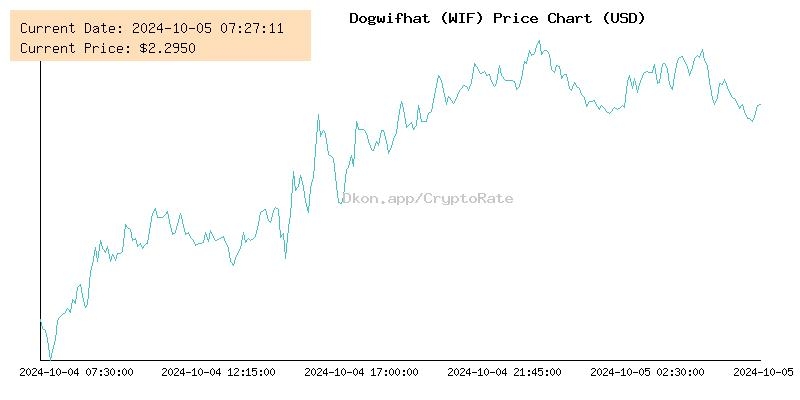 Dogwifhat (WIF) Price Chart (USD)
Current Date: 2024-10-05 07:27:11
Current Price: $2.2950
Okon.app/CryptoRate
2024-10-04 07:30:00 2024-10-04 12:15:00 2024-10-04 17:00:00 2024-10-04 21:45:00 2024-10-05 02:30:00 2024-10-05